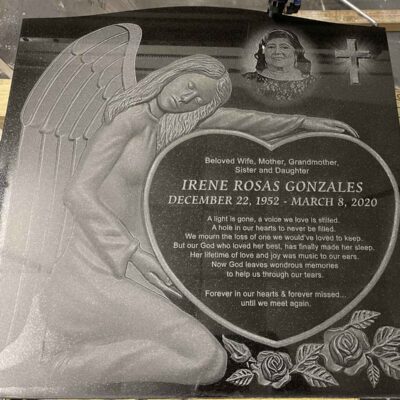 Beloved Wife, Mother, Grandmother,
Sister and Daughter
IRENE ROSAS GONZALES
DECEMBER 22, 1952 - MARCH 8, 2020
A light is gone, a voice we love is stilled.
A hole in our hearts to never be filled.
We mourn the loss of one we would've loved to keep.
But our God who loved her best, has finally made her sleep.
Her lifetime of love and joy was music to our ears.
Now God leaves wondrous memories
to help us through our tears.
Forever in our hearts & forever missed...
until we meet again.